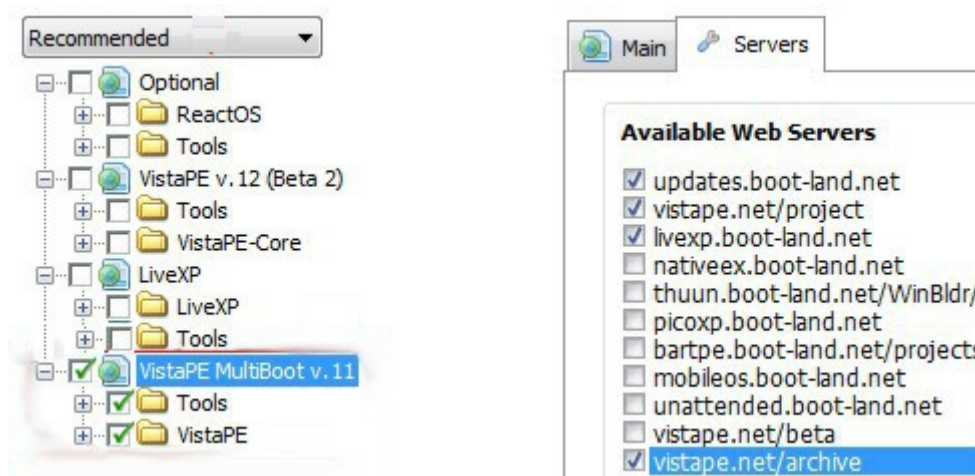 Recommended
Optional
ReactOS
Tools
VistaPE v.12 (Beta 2)
Tools
VistaPE-Core
LiveXP
LiveXP
Tools
VistaPE MultiBoot v.11
Tools
VistaPE
Main
Servers
Available Web Servers
updates.boot-land.net
vistape.net/project
livexp.boot-land.net
nativeex.boot-land.net
thuun.boot-land.net/WinBldr/
picoxp.boot-land.net
bartpe.boot-land.net/projects
mobileos.boot-land.net
unattended.boot-land.net
vistape.net/beta
vistape.net/archive